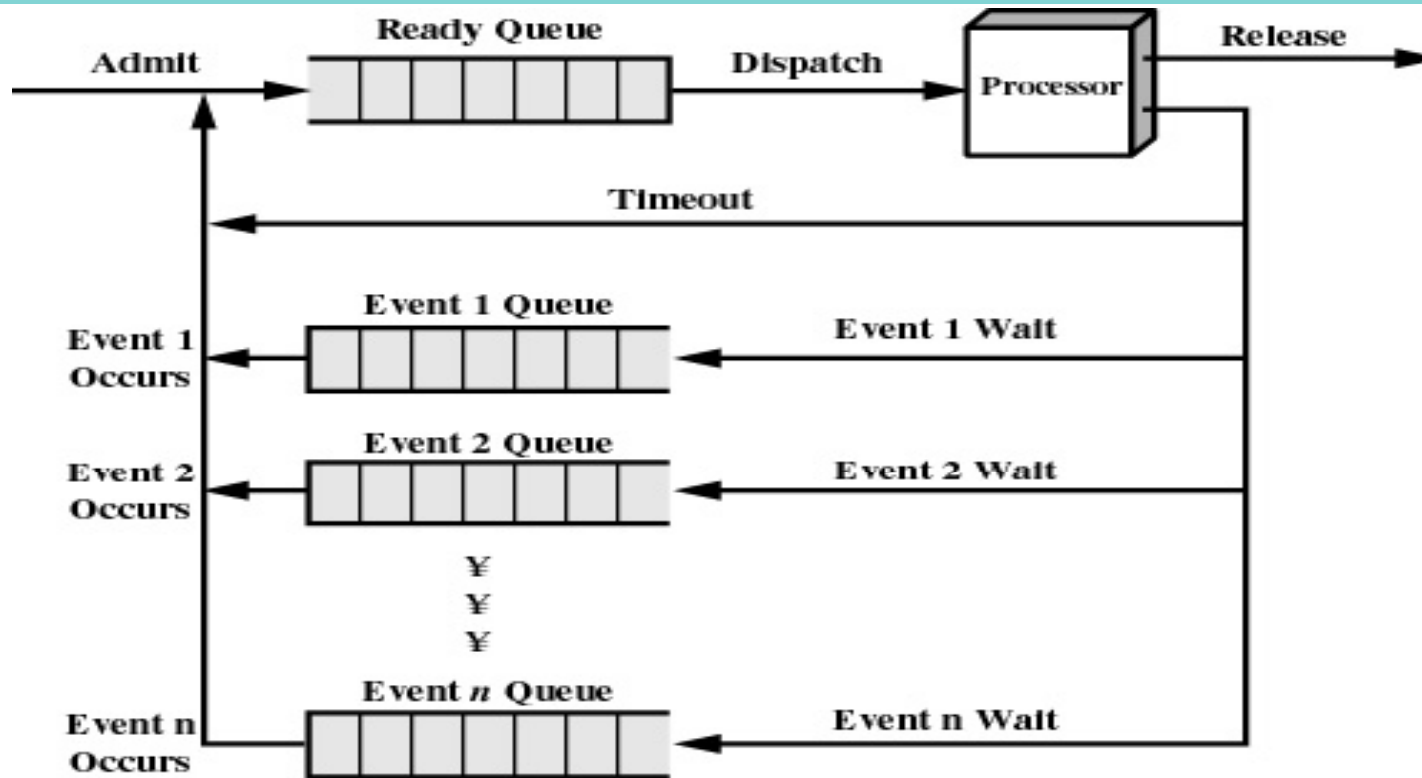 Ready Queue
Admit
Dispatch
Processor
Release
Timeout
Event 1 Queue
Event 1 Wait
Event 1
Occurs
Event 2 Queue
Event 2 Wait
Event 2
Occurs
¥
¥
¥
Event n Queue
Event n Wait
Event n
Occurs